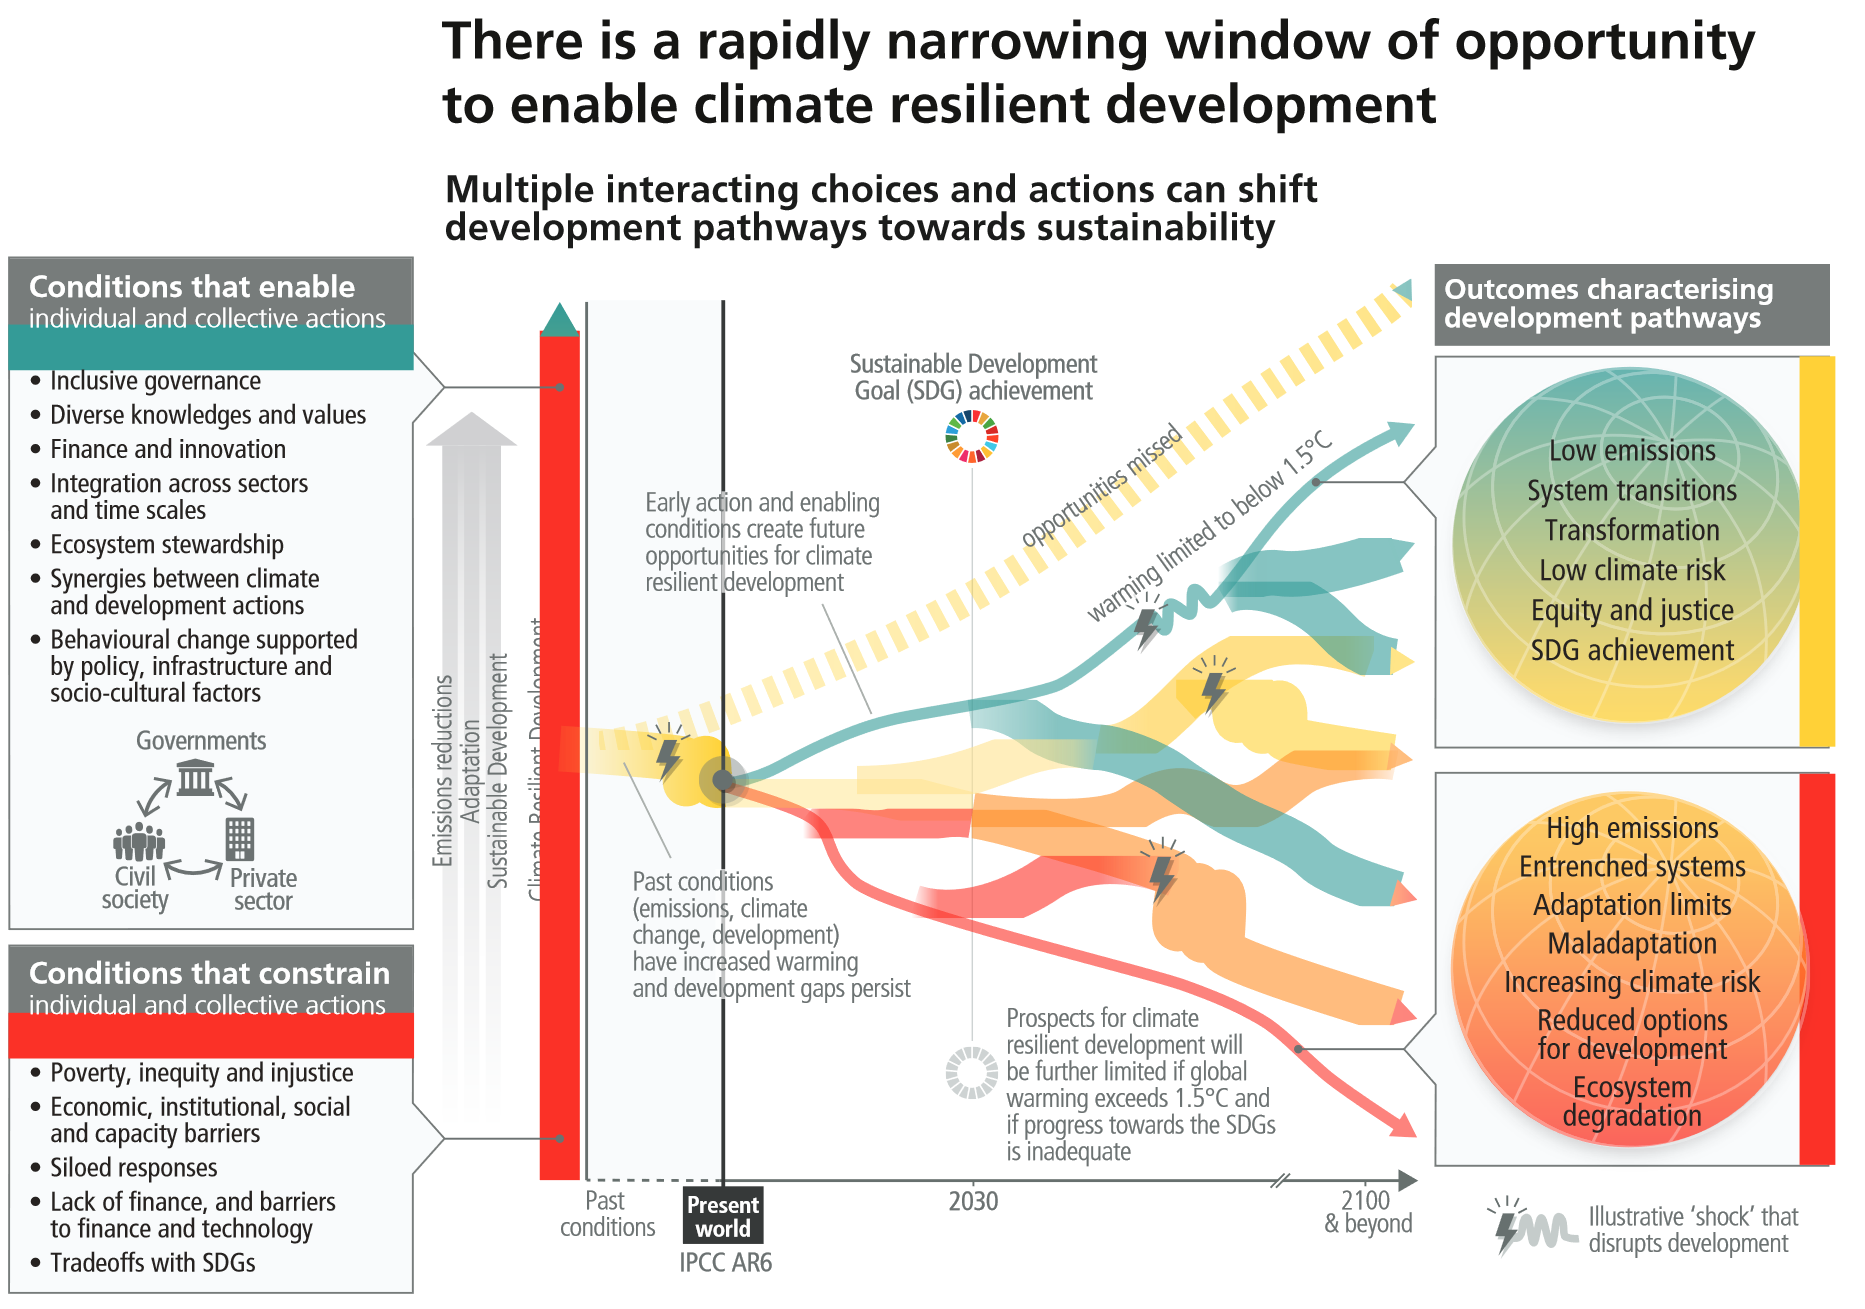 There is a rapidly narrowing window of opportunity
to enable climate resilient development
Multiple interacting choices and actions can shift
development pathways towards sustainability
Conditions that enable
individual and collective actions
• Inclusive governance
• Diverse knowledges and values
• Finance and innovation
• Integration across sectors
and time scales
• Ecosystem stewardship
• Synergies between climate
and development actions
• Behavioural change supported
by policy, infrastructure and
socio-cultural factors
Governments
Civil
society
Private
sector
Conditions that constrain
individual and collective actions
• Poverty, inequity and injustice
• Economic, institutional, social
and capacity barriers
• Siloed responses
• Lack of finance, and barriers
to finance and technology
• Tradeoffs with SDGs
Emissions reductions
Adaptation
Sustainable Development
Climate Resilient Development
Sustainable Development
Goal (SDG) achievement
Early action and enabling
conditions create future
opportunities for climate
resilient development
opportunities missed
warming limited to below 1.5°C
Past conditions
(emissions, climate
change, development)
have increased warming
and development gaps persist
Prospects for climate
resilient development will
be further limited if global
warming exceeds 1.5°C and
if progress towards the SDGs
is inadequate
Past
conditions
Present
world
IPCC AR6
2030
2100
& beyond
Outcomes characterising
development pathways
Low emissions
System transitions
Transformation
Low climate risk
Equity and justice
SDG achievement
High emissions
Entrenched systems
Adaptation limits
Maladaptation
Increasing climate risk
Reduced options
for development
Ecosystem
degradation
Illustrative ‘shock’ that
disrupts development